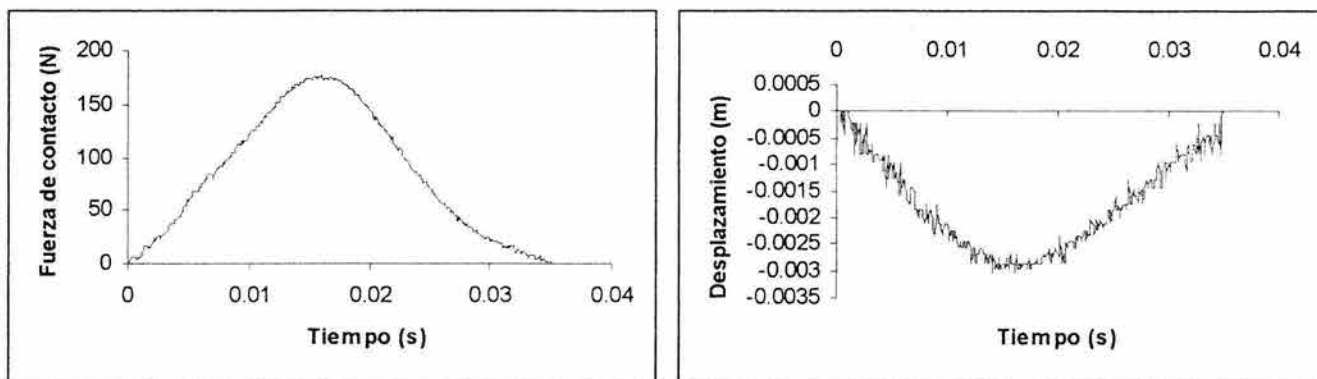 Fuerza de contacto (N)
200
150
100
50
0
0 0.01 0.02 0.03 0.04
Tiempo (s)
0 0.01 0.02 0.03 0.04
Desplazamiento (m)
0.0005
0
-0.0005
-0.001
-0.0015
-0.002
-0.0025
-0.003
-0.0035
Tiempo (s)